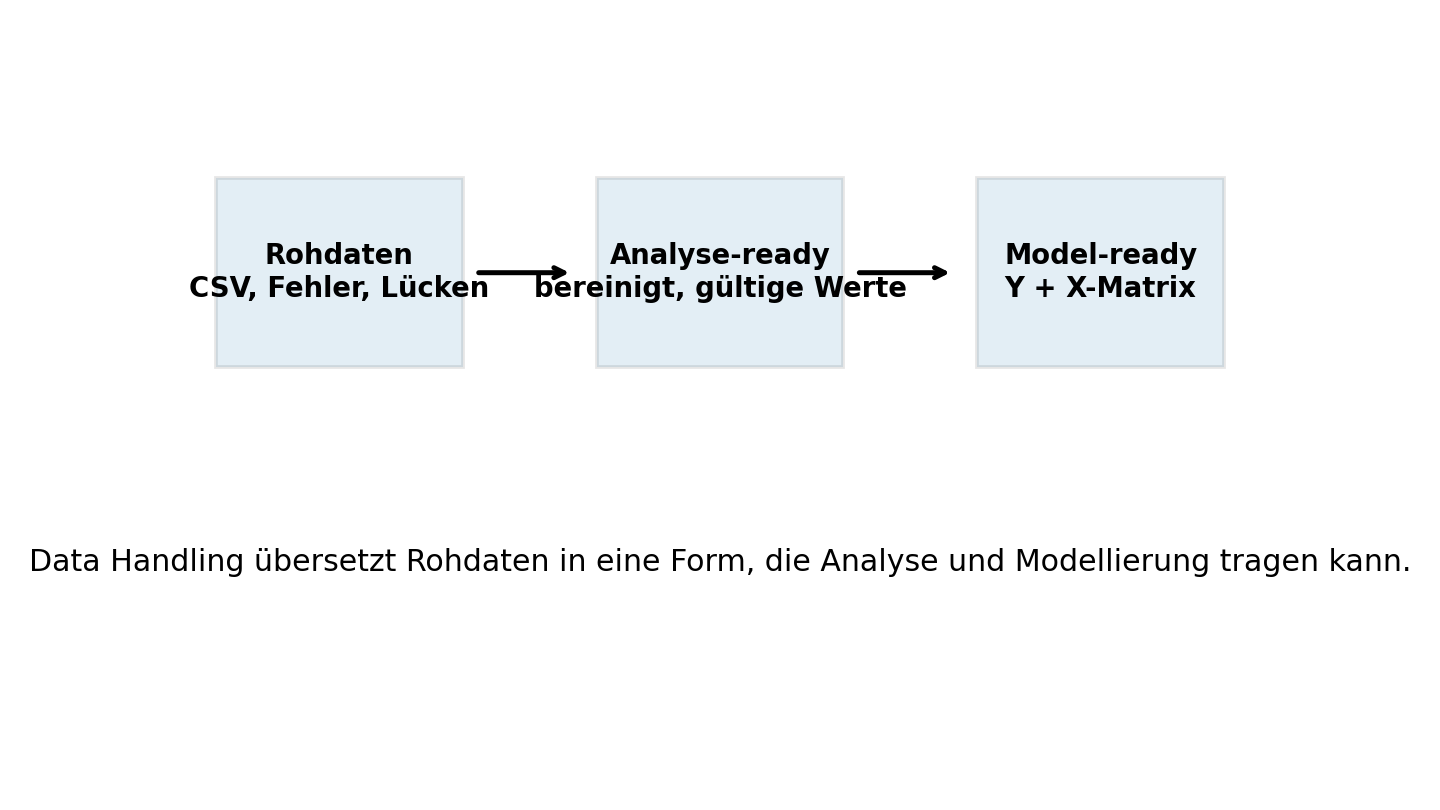 Rohdaten
CSV, Fehler, Lücken
Analyse-ready
bereinigt, gültige Werte
Model-ready
Y + X-Matrix
Data Handling übersetzt Rohdaten in eine Form, die Analyse und Modellierung tragen kann.